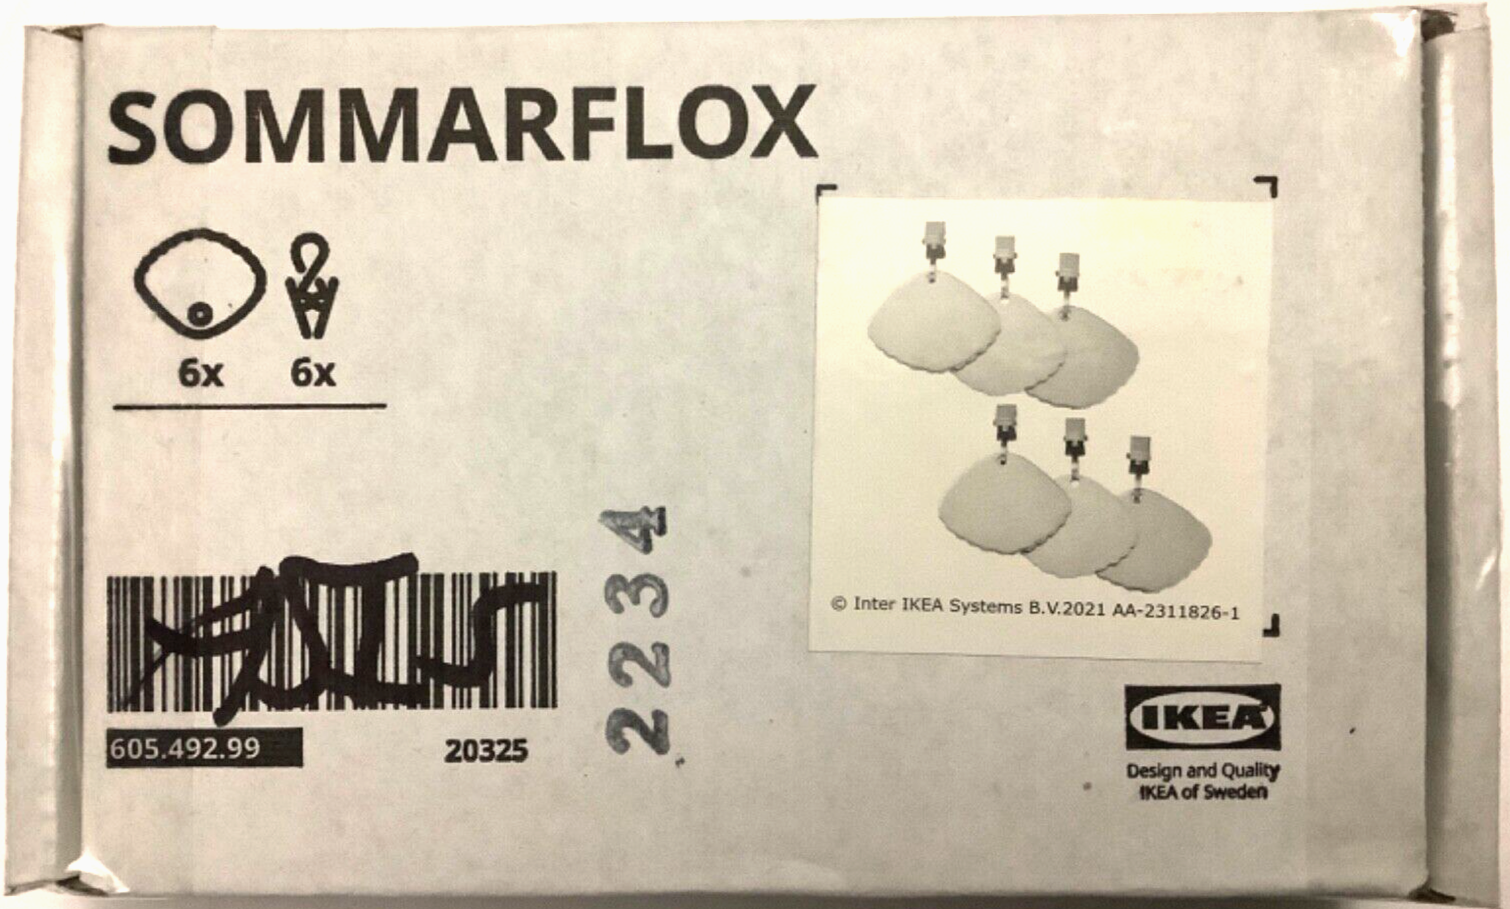 SOMMARFLOX
6x 6x
© Inter IKEA Systems B.V.2021 AA-2311826-1
2234
605.492.99 20325
IKEA
Design and Quality
IKEA of Sweden